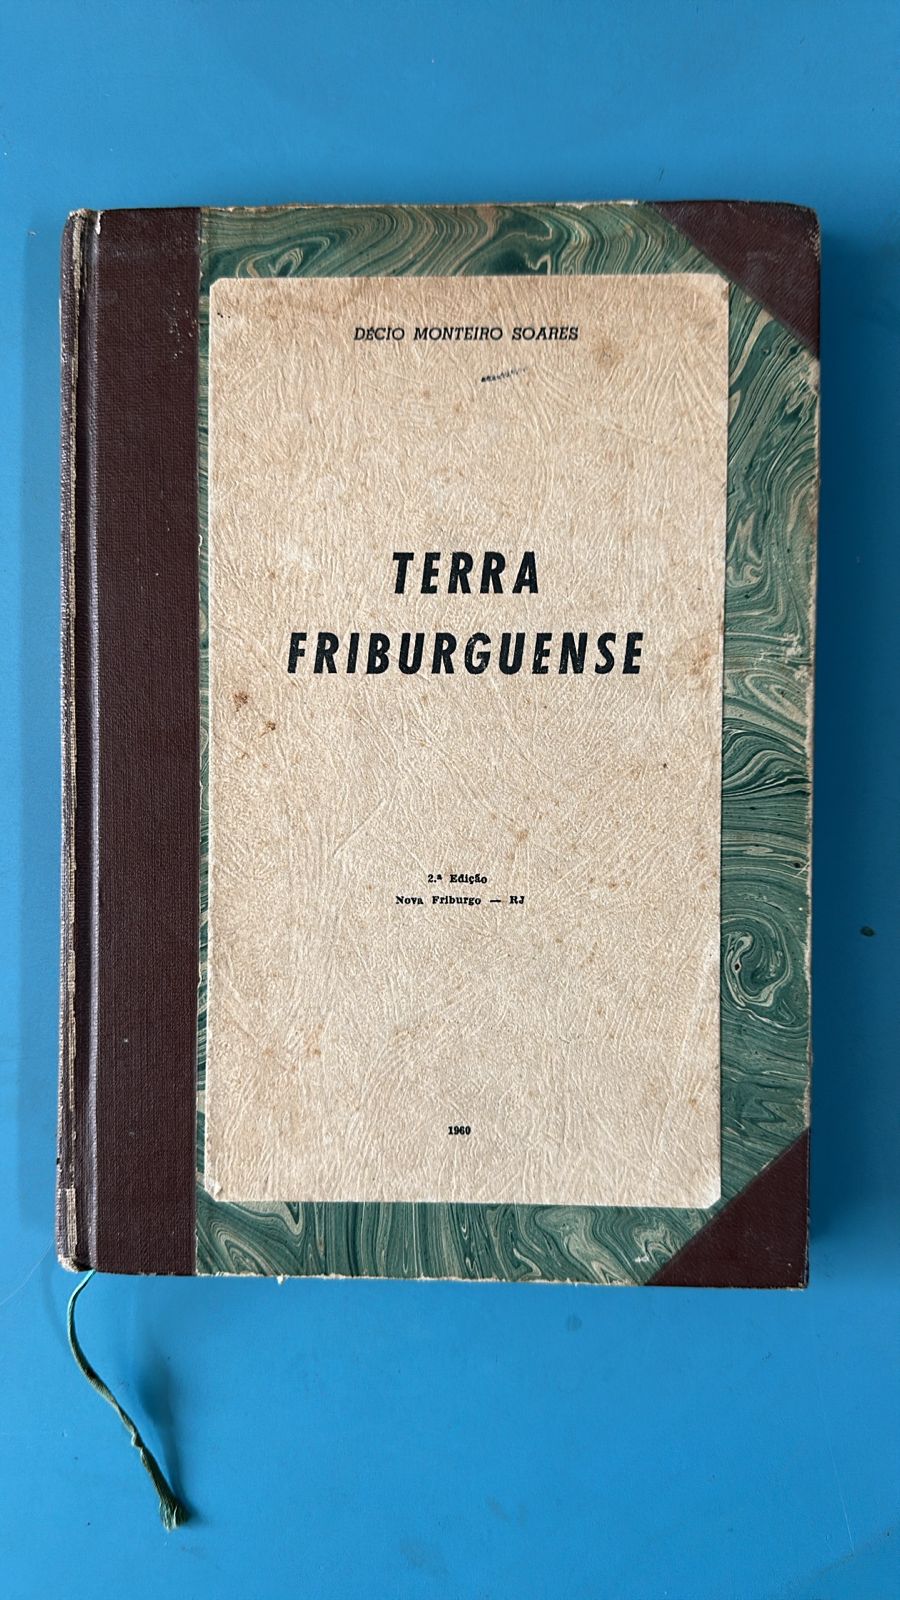 DÉCIO MONTEIRO SOARES
TERRA
FRIBURGUENSE
2.ª Edição
Nova Friburgo — RJ
1960